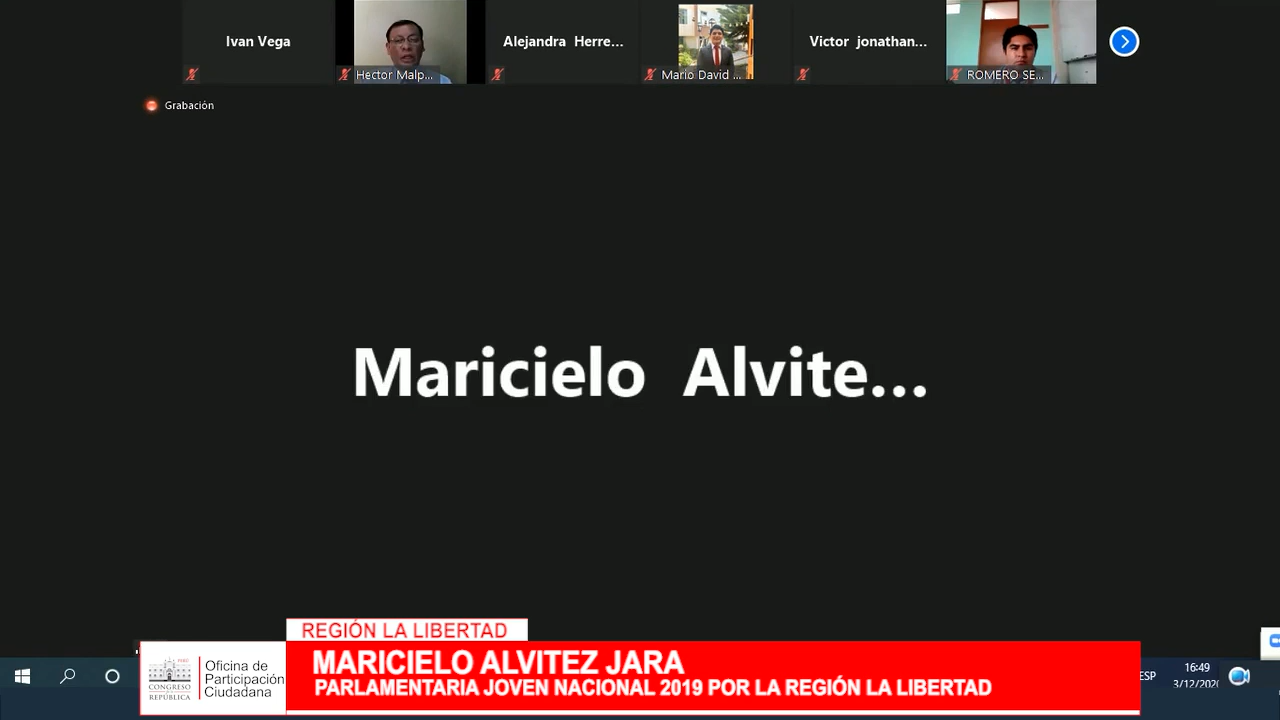 Ivan Vega
Hector Malp...
Alejandra Herre...
Mario David ...
Victor jonathan...
ROMERO SE...
Grabación
Maricielo Alvite...
REGIÓN LA LIBERTAD
MARICIELO ALVITEZ JARA
PARLAMENTARIA JOVEN NACIONAL 2019 POR LA REGIÓN LA LIBERTAD
CONGRESO
REPÚBLICA
Oficina de
Participación
Ciudadana
ESP
16:49
3/12/202